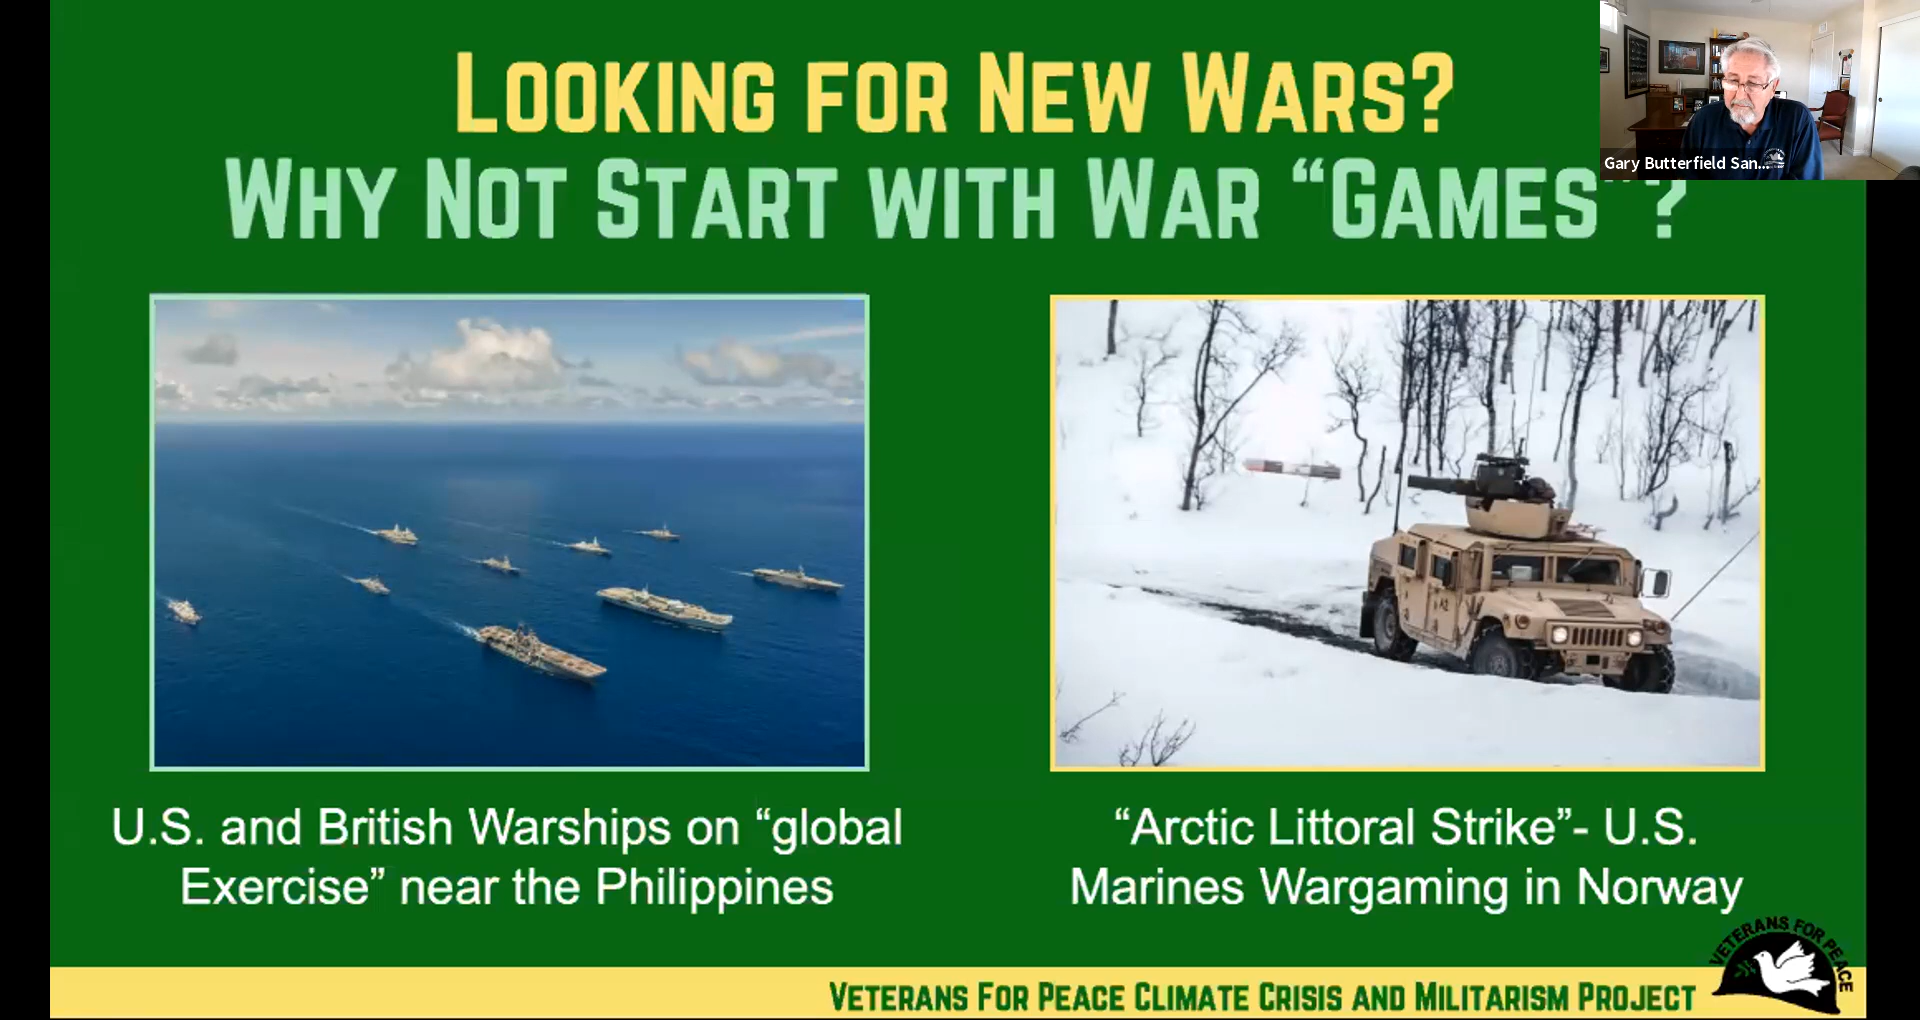 Looking for New Wars?
Why Not Start with War “Games”?
Gary Butterfield San...
U.S. and British Warships on “global
Exercise” near the Philippines
“Arctic Littoral Strike”- U.S.
Marines Wargaming in Norway
VETERANS FOR PEACE
Veterans For Peace Climate Crisis and Militarism Project